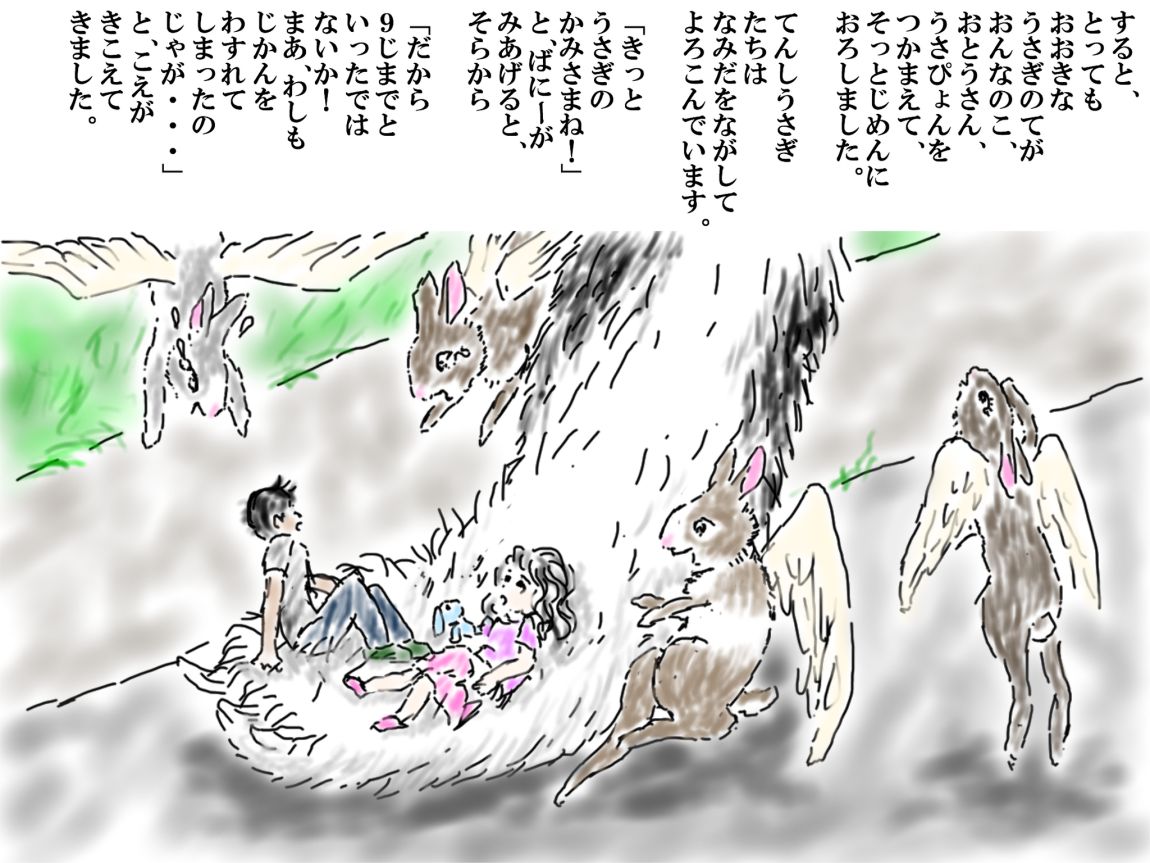 すると、
とっても
おおきな
うさぎのてが
おんなのこ、
おとうさん、
うさぴょんを
つかまえて、
そっとじめんに
おろしました。
てんしうさぎ
たちは
なみだをながして
よろこんでいます。
「きっと
うさぎの
かみさまね！」
と、ばにーが
みあげると、
そらから
「だから
９じまでと
いったでは
ないか！
まあ、わしも
じかんを
わすれて
しまったの
じゃが・・・」
と、こえが
きこえて
きました。